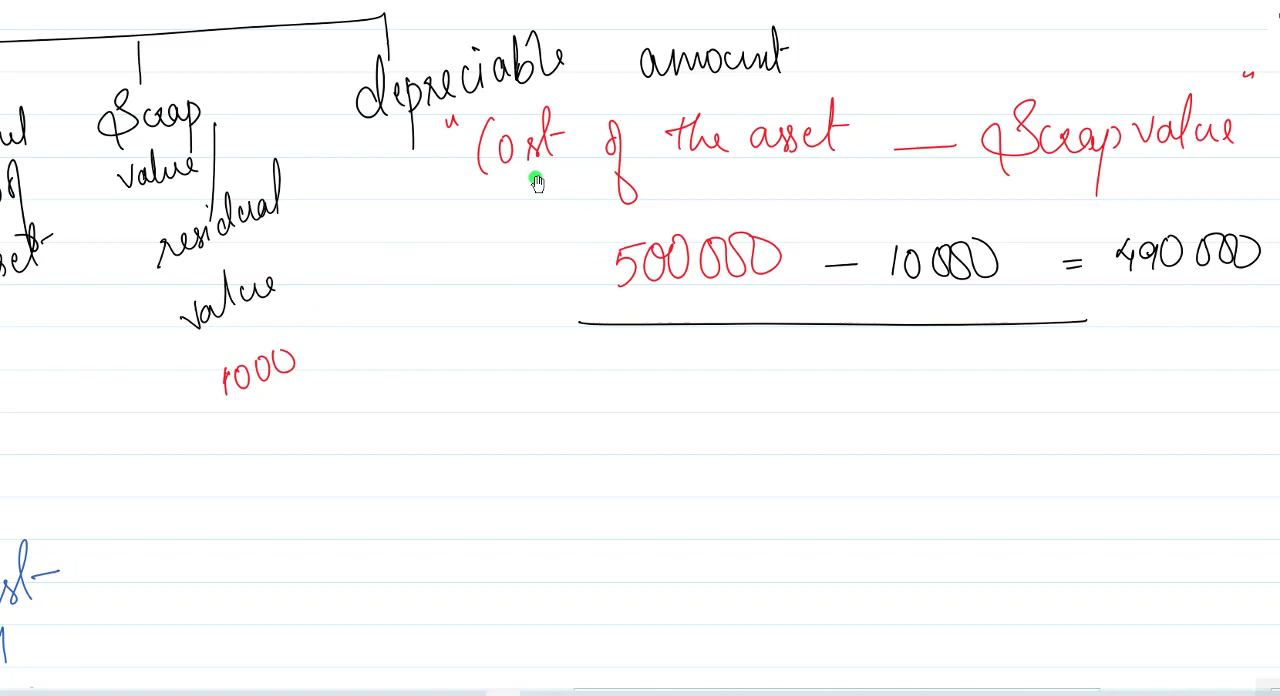 depreciable amount
Scrap value
"Cost of the asset — Scrap value"
residual value
500000 — 10000 = 490000
1000